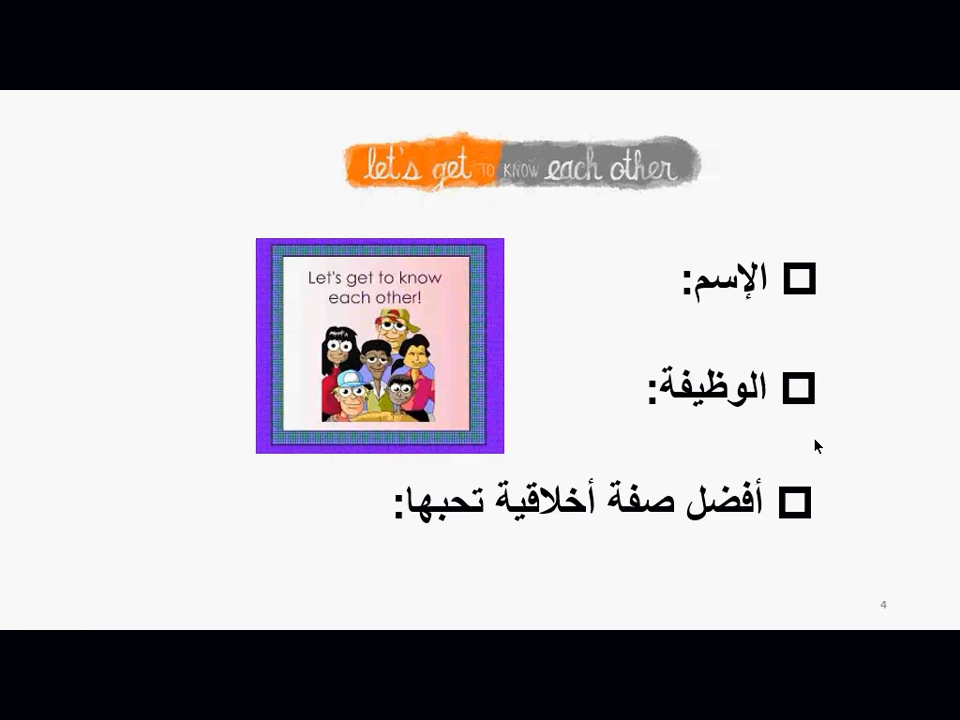 let's get TO KNOW each other
Let's get to know
each other!
الإسم:
الوظيفة:
أفضل صفة أخلاقية تحبها:
4